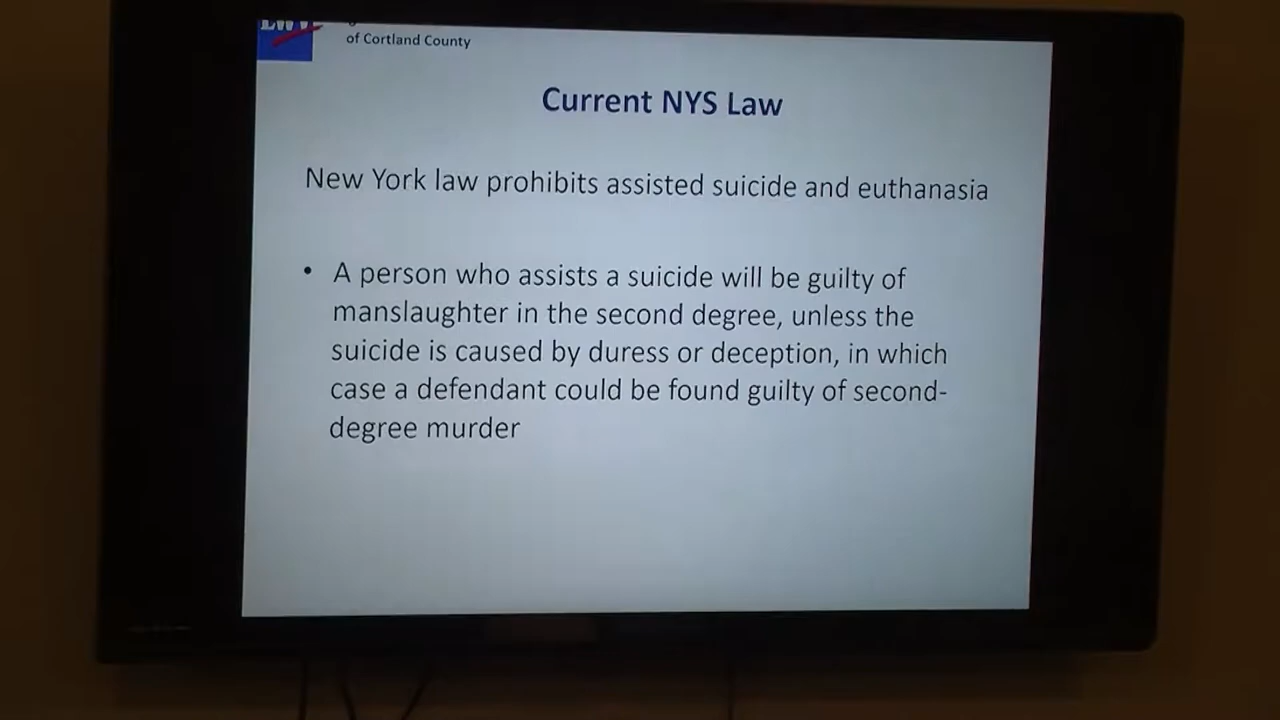 LWV
of Cortland County
Current NYS Law
New York law prohibits assisted suicide and euthanasia
• A person who assists a suicide will be guilty of
manslaughter in the second degree, unless the
suicide is caused by duress or deception, in which
case a defendant could be found guilty of second-
degree murder